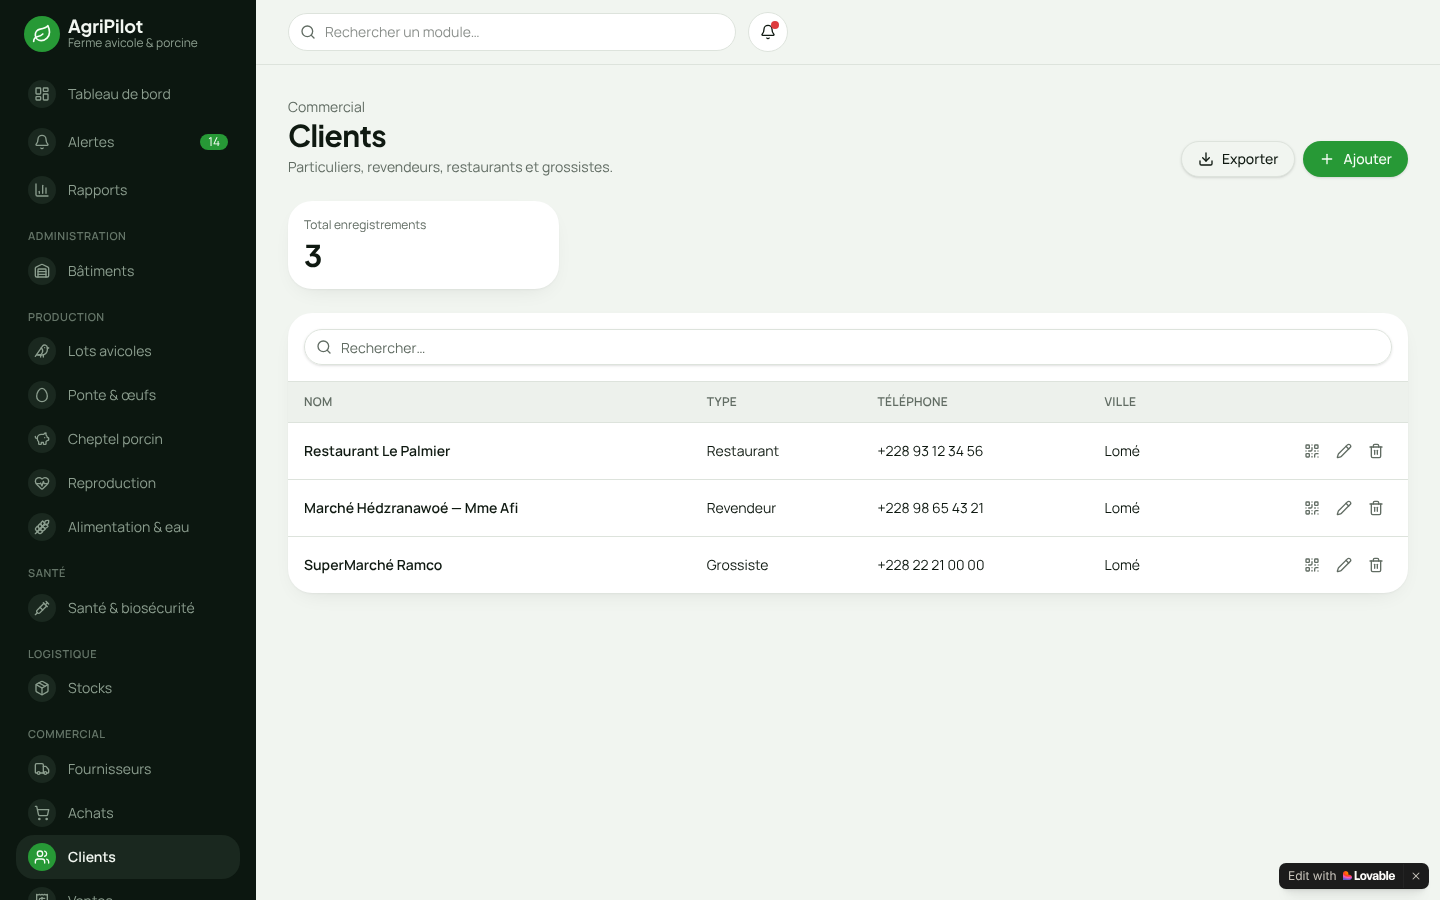 AgriPilot
Ferme avicole & porcine
Tableau de bord
Alertes 14
Rapports
ADMINISTRATION
Bâtiments
PRODUCTION
Lots avicoles
Ponte & œufs
Cheptel porcin
Reproduction
Alimentation & eau
SANTÉ
Santé & biosécurité
LOGISTIQUE
Stocks
COMMERCIAL
Fournisseurs
Achats
Clients
Ventes
Rechercher un module…
Commercial
Clients
Particuliers, revendeurs, restaurants et grossistes.
Exporter
Ajouter
Total enregistrements
3
Rechercher…
NOM TYPE TÉLÉPHONE VILLE
Restaurant Le Palmier Restaurant +228 93 12 34 56 Lomé
Marché Hédzranawoé — Mme Afi Revendeur +228 98 65 43 21 Lomé
SuperMarché Ramco Grossiste +228 22 21 00 00 Lomé
Edit with Lovable